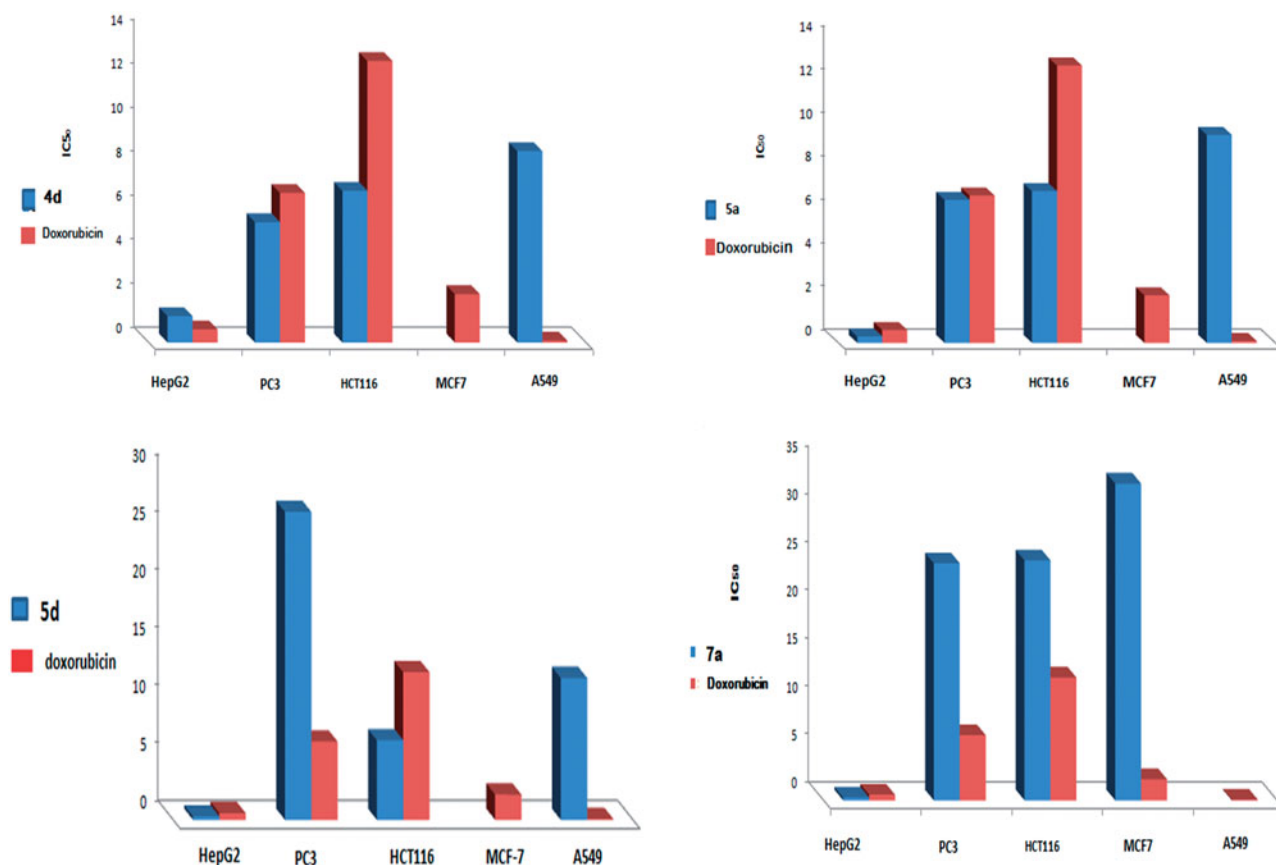 14
12
10
8
6
4
2
0
IC5₀
4d
Doxorubicin
HepG2 PC3 HCT116 MCF7 A549
14
12
10
8
6
4
2
0
IC₅₀
5a
Doxorubicin
HepG2 PC3 HCT116 MCF7 A549
30
25
20
15
10
5
0
5d
doxorubicin
HepG2 PC3 HCT116 MCF-7 A549
35
30
25
20
15
10
5
0
IC₅₀
7a
Doxorubicin
HepG2 PC3 HCT116 MCF7 A549